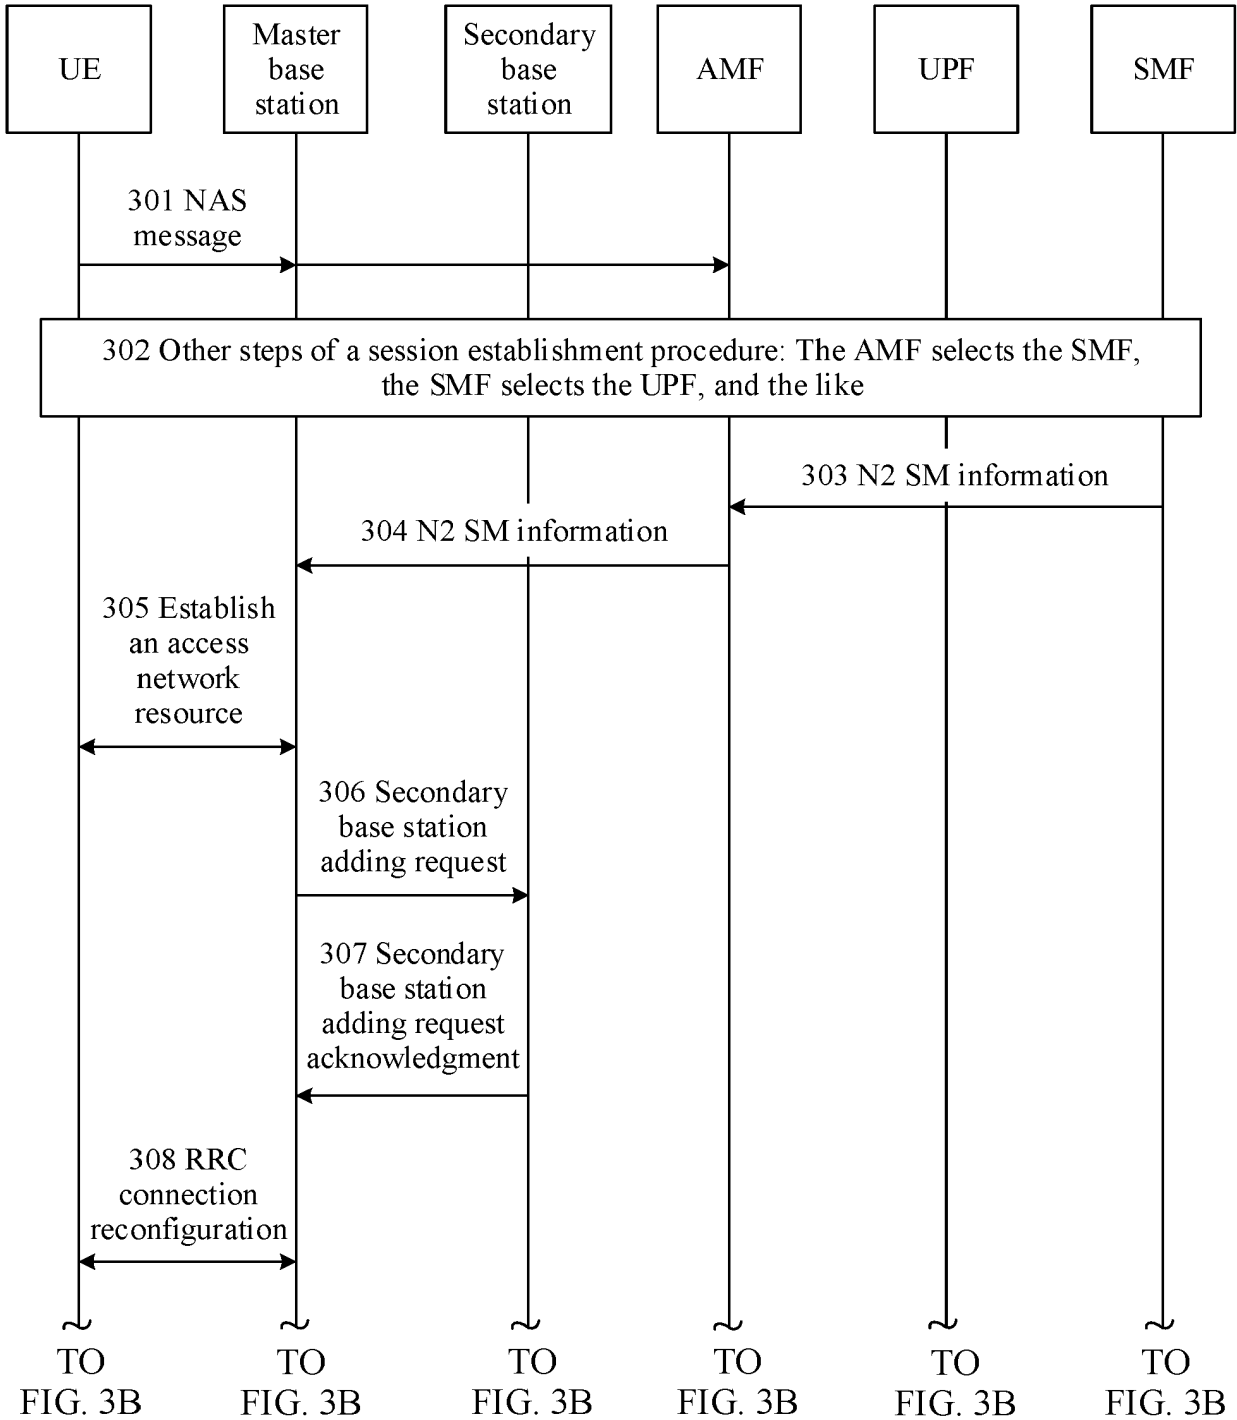 UE
Master
base
station
Secondary
base
station
AMF
UPF
SMF
301 NAS
message
302 Other steps of a session establishment procedure: The AMF selects the SMF,
the SMF selects the UPF, and the like
303 N2 SM information
304 N2 SM information
305 Establish
an access
network
resource
306 Secondary
base station
adding request
307 Secondary
base station
adding request
acknowledgment
308 RRC
connection
reconfiguration
TO
FIG. 3B
TO
FIG. 3B
TO
FIG. 3B
TO
FIG. 3B
TO
FIG. 3B
TO
FIG. 3B